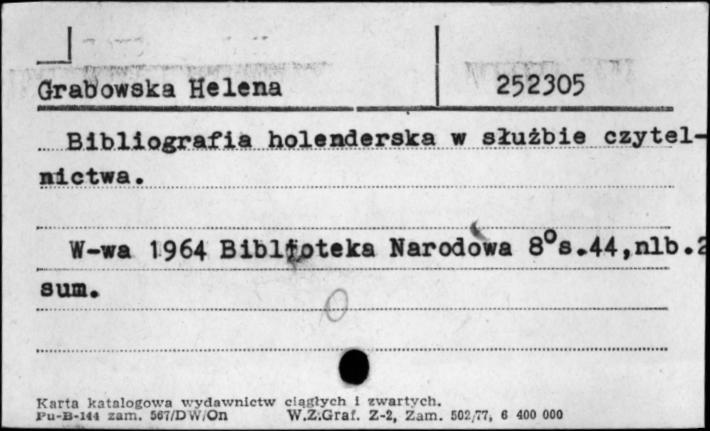 Grabowska Helena 252305
Bibliografia holenderska w służbie czytel-
nictwa.
W-wa 1964 Biblioteka Narodowa 8°s.44,nlb.2
sum.
Karta katalogowa wydawnictw ciągłych i zwartych.
Pu-B-144 zam. 567/DW/On W.Z.Graf. Z-2, Zam. 502/77, 6 400 000